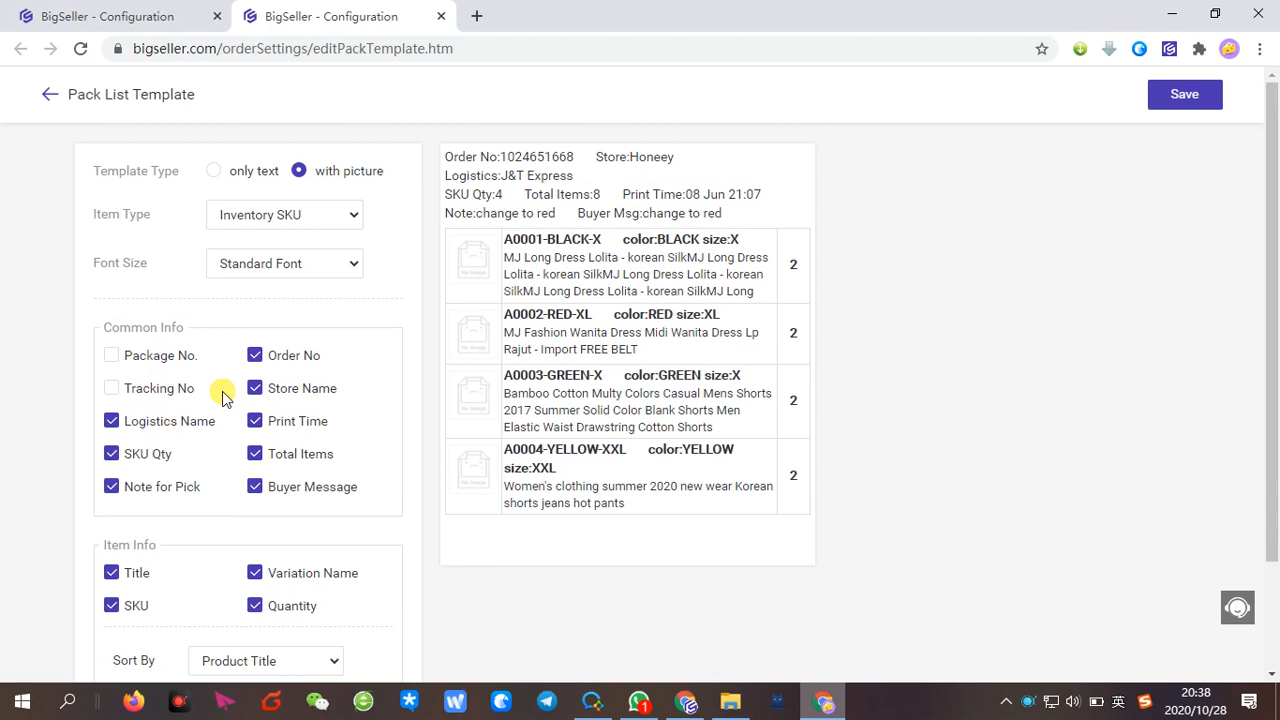 BigSeller - Configuration
BigSeller - Configuration
bigseller.com/orderSettings/editPackTemplate.htm
Pack List Template
Save
Template Type only text with picture
Item Type Inventory SKU
Font Size Standard Font
Common Info
Package No. Order No
Tracking No Store Name
Logistics Name Print Time
SKU Qty Total Items
Note for Pick Buyer Message
Item Info
Title Variation Name
SKU Quantity
Sort By Product Title
Order No:1024651668 Store:Honeey
Logistics:J&T Express
SKU Qty:4 Total Items:8 Print Time:08 Jun 21:07
Note:change to red Buyer Msg:change to red
A0001-BLACK-X color:BLACK size:X
MJ Long Dress Lolita - korean SilkMJ Long Dress
Lolita - korean SilkMJ Long Dress Lolita - korean
SilkMJ Long Dress Lolita - korean SilkMJ Long
2
A0002-RED-XL color:RED size:XL
MJ Fashion Wanita Dress Midi Wanita Dress Lp
Rajut - Import FREE BELT
2
A0003-GREEN-X color:GREEN size:X
Bamboo Cotton Multy Colors Casual Mens Shorts
2017 Summer Solid Color Blank Shorts Men
Elastic Waist Drawstring Cotton Shorts
2
A0004-YELLOW-XXL color:YELLOW
size:XXL
Women's clothing summer 2020 new wear Korean
shorts jeans hot pants
2
1
英
20:38
2020/10/28